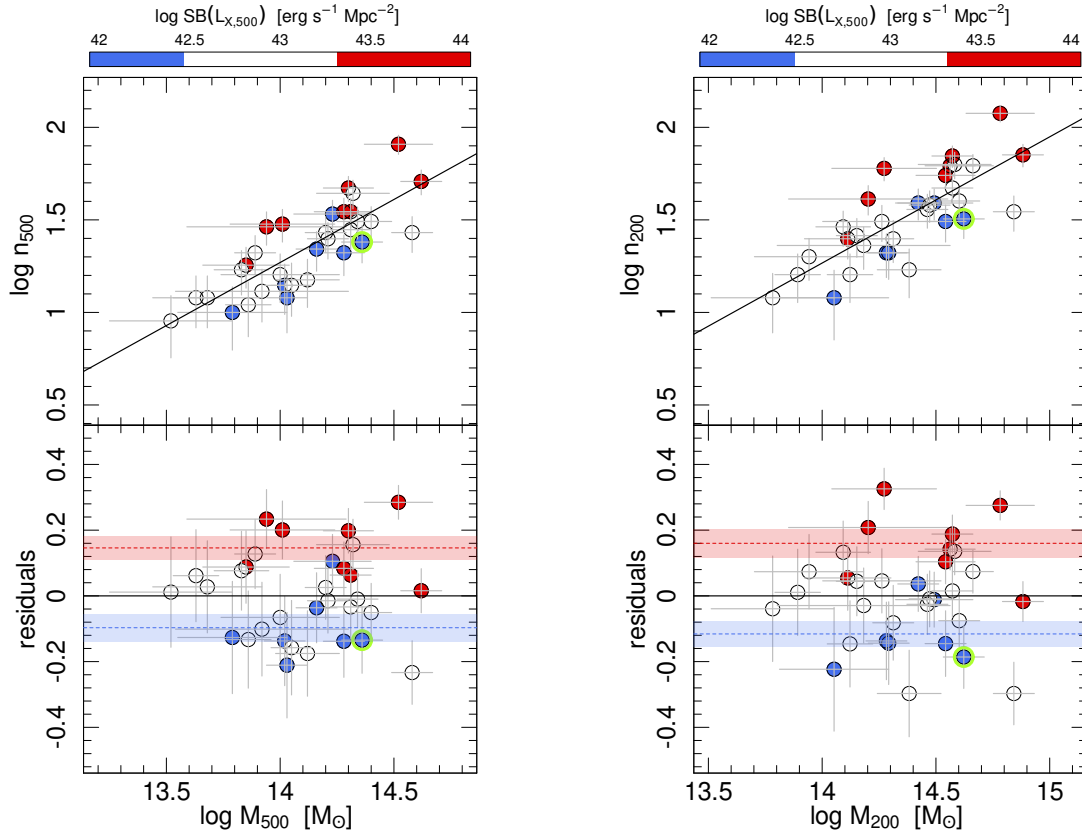 log SB(L_X,500) [erg s⁻¹ Mpc⁻²]
42 42.5 43 43.5 44
log n_500
2
1.5
1
0.5
residuals
0.4
0.2
0
-0.2
-0.4
13.5 14 14.5
log M_500 [M_⊙]
log SB(L_X,500) [erg s⁻¹ Mpc⁻²]
42 42.5 43 43.5 44
log n_200
2
1.5
1
0.5
residuals
0.4
0.2
0
-0.2
-0.4
13.5 14 14.5 15
log M_200 [M_⊙]